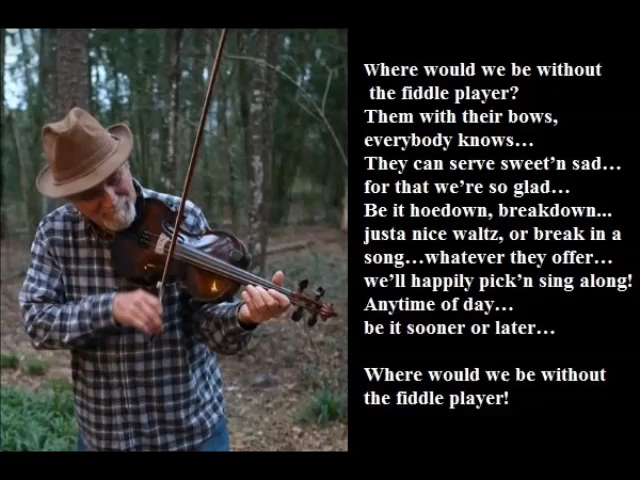 Where would we be without
the fiddle player?
Them with their bows,
everybody knows…
They can serve sweet'n sad…
for that we're so glad…
Be it hoedown, breakdown...
justa nice waltz, or break in a
song…whatever they offer…
we'll happily pick'n sing along!
Anytime of day…
be it sooner or later…
Where would we be without
the fiddle player!